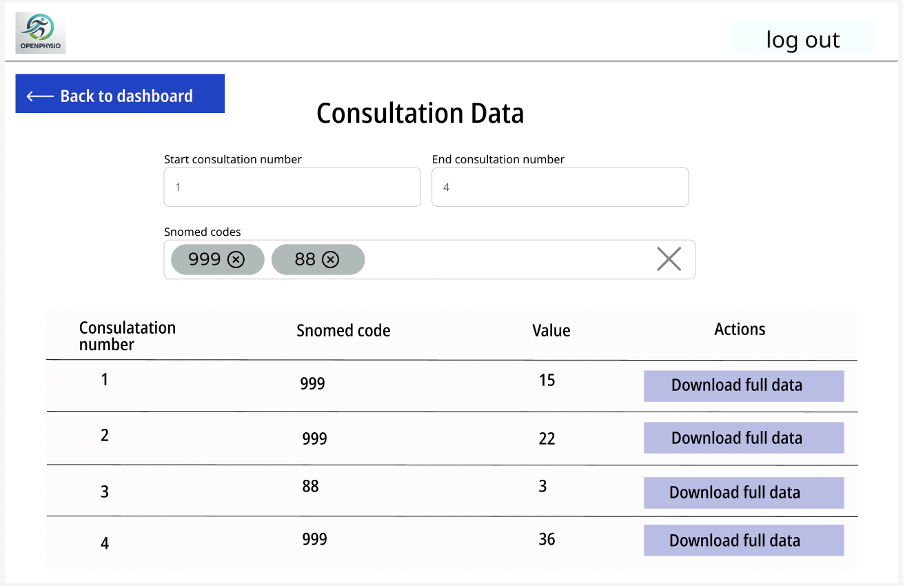 OPENPHYSIO
log out
Back to dashboard
Consultation Data
Start consultation number
End consultation number
1
4
Snomed codes
999
88
Consulatation
number
Snomed code
Value
Actions
1
999
15
Download full data
2
999
22
Download full data
3
88
3
Download full data
4
999
36
Download full data